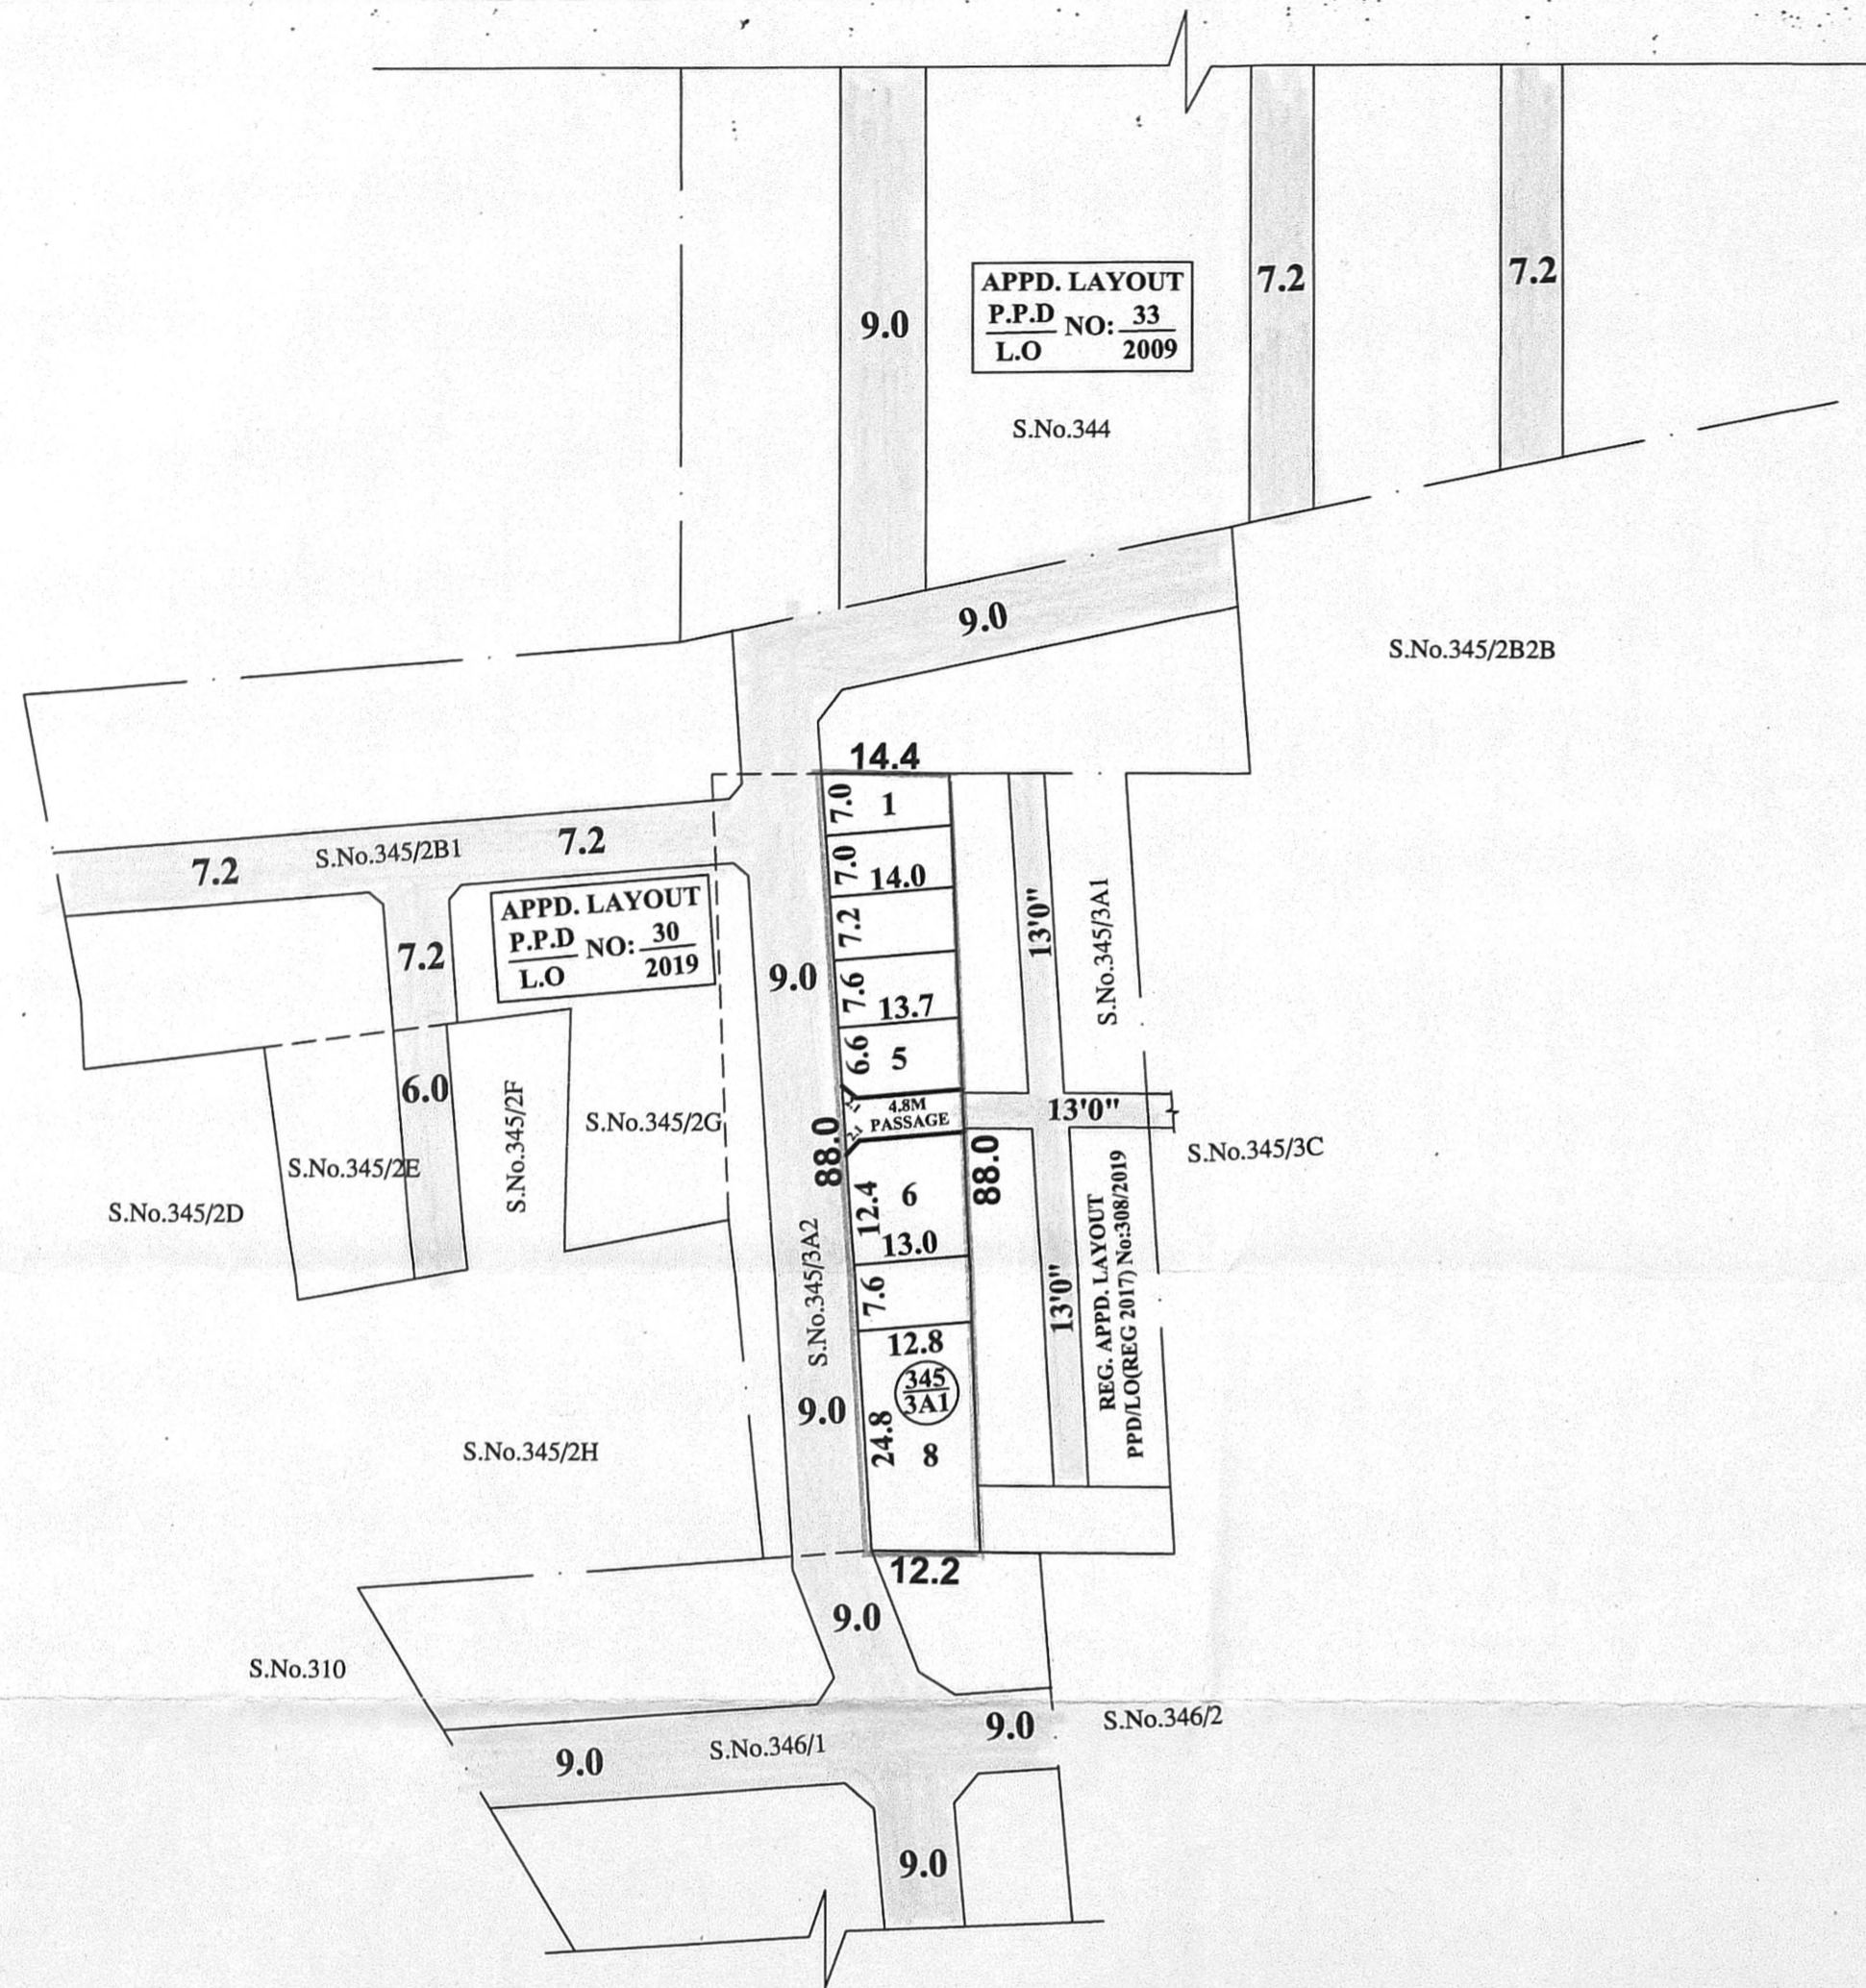 APPD. LAYOUT
P.P.D
L.O
NO:
33
2009
7.2
7.2
9.0
S.No.344
9.0
S.No.345/2B2B
14.4
7.0
1
7.2
S.No.345/2B1
7.2
7.0
14.0
APPD. LAYOUT
P.P.D
L.O
NO:
30
2019
7.2
7.2
9.0
7.6
13.7
13'0"
S.No.345/3A1
6.6
5
6.0
S.No.345/2F
S.No.345/2G
4.8M
PASSAGE
13'0"
88.0
88.0
S.No.345/3C
S.No.345/2E
S.No.345/2D
12.4
6
13.0
S.No.345/3A2
7.6
13'0"
REG. APPD. LAYOUT
PPD/LO(REG 2017) No:308/2019
12.8
345
3A1
9.0
24.8
8
S.No.345/2H
12.2
9.0
S.No.310
9.0
S.No.346/1
9.0
S.No.346/2
9.0